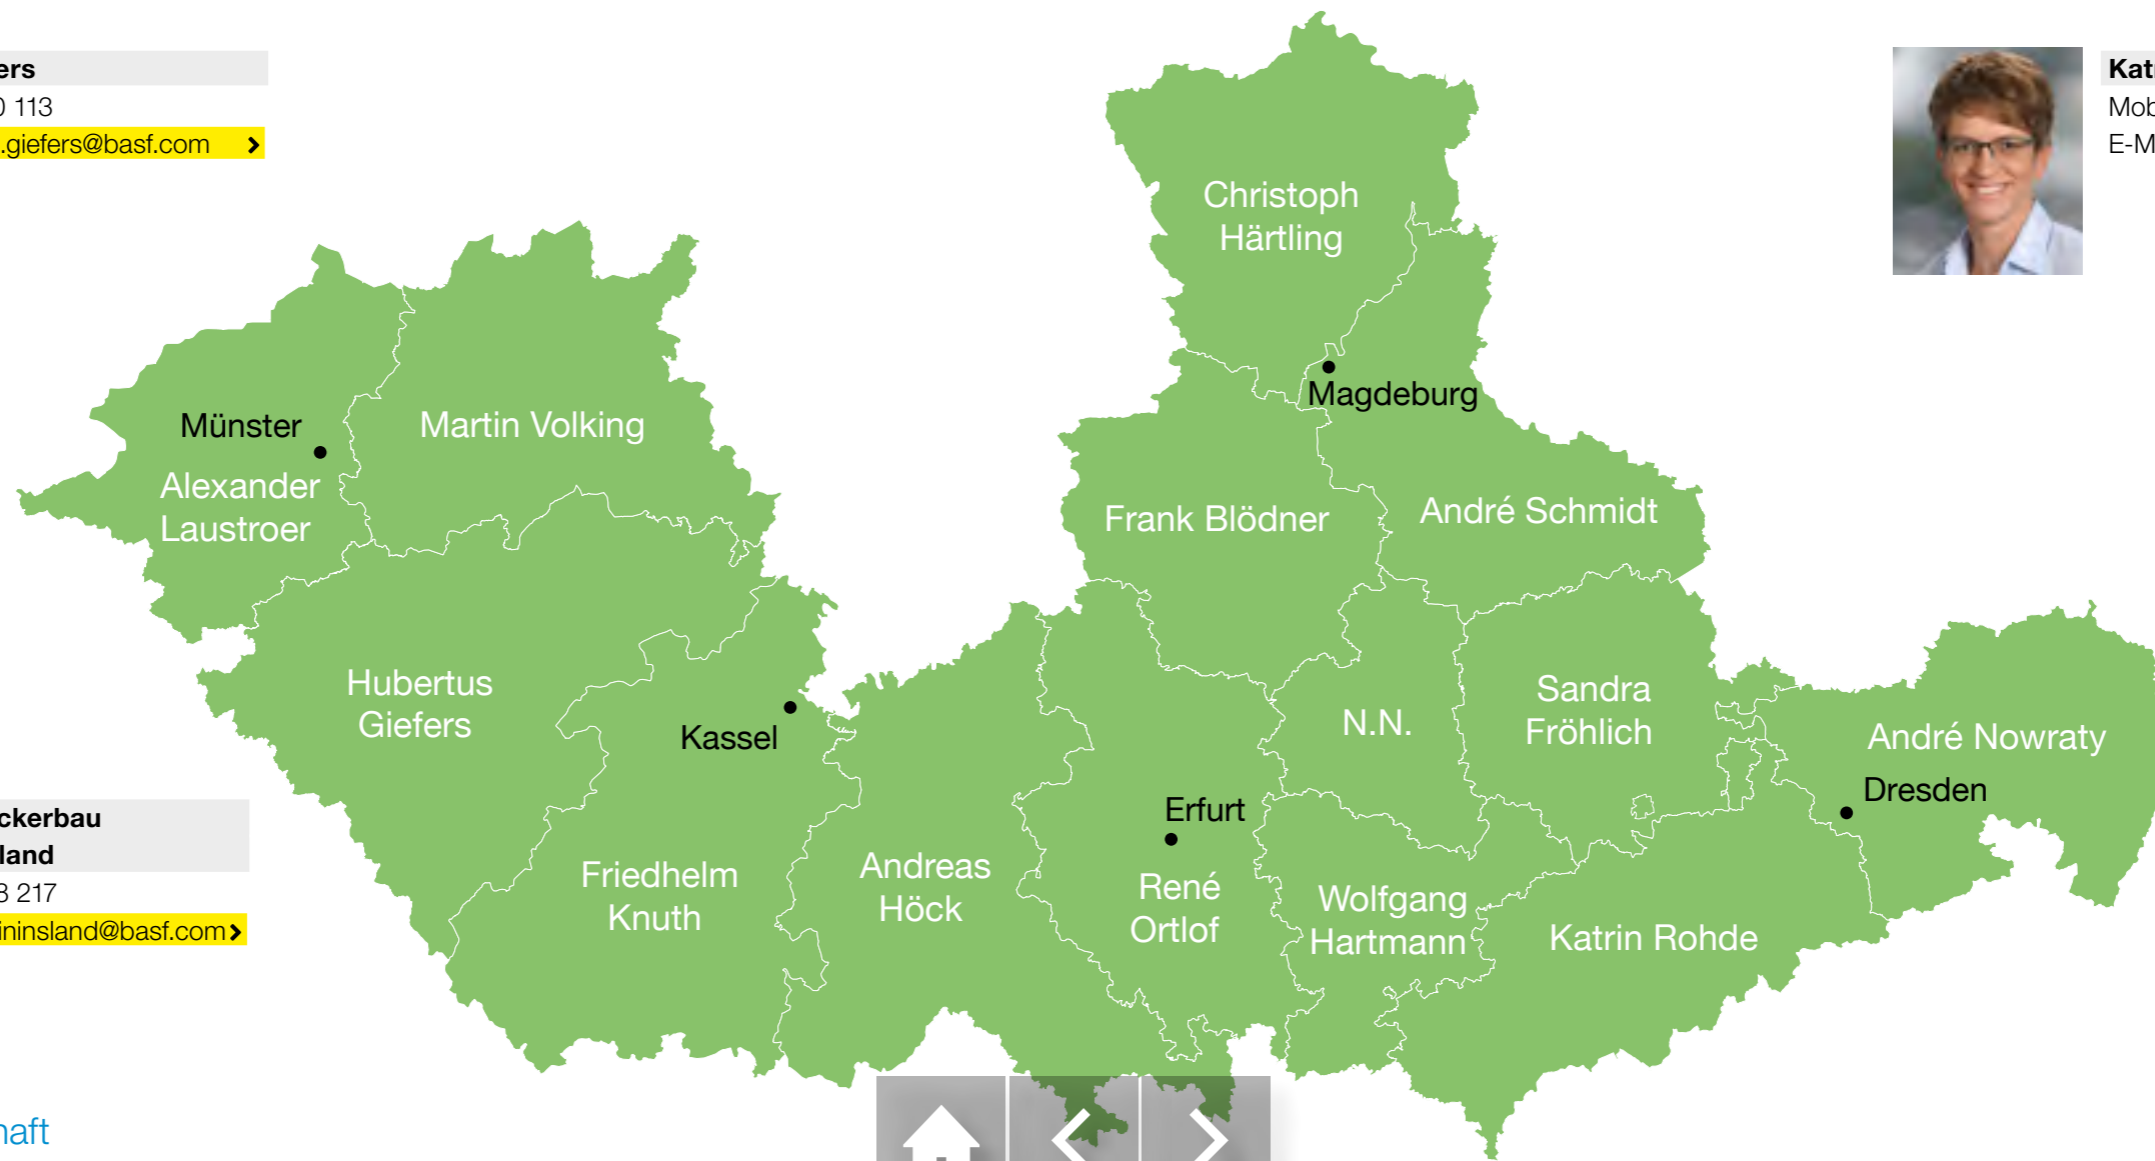 ers
0 113
.giefers@basf.com
Kat
Mob
E-M
Christoph
Härtling
Magdeburg
Münster
Martin Volking
Alexander
Laustroer
Frank Blödner
André Schmidt
Hubertus
Giefers
Kassel
N.N.
Sandra
Fröhlich
André Nowraty
Dresden
Erfurt
ckerbau
land
3 217
ininsland@basf.com
Friedhelm
Knuth
Andreas
Höck
René
Ortlof
Wolfgang
Hartmann
Katrin Rohde
haft